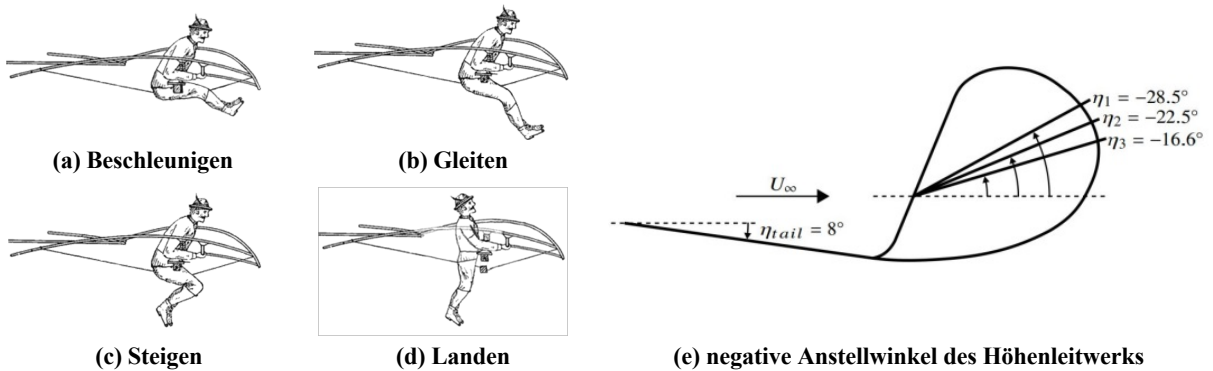 (a) Beschleunigen
(b) Gleiten
(c) Steigen
(d) Landen
η1 = −28.5°
η2 = −22.5°
η3 = −16.6°
U∞
ηtail = 8°
(e) negative Anstellwinkel des Höhenleitwerks